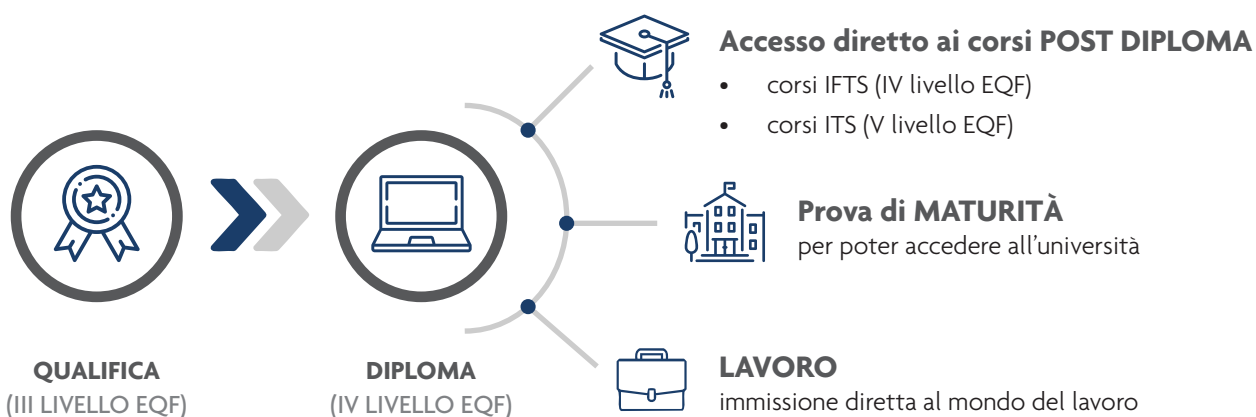 Accesso diretto ai corsi POST DIPLOMA
• corsi IFTS (IV livello EQF)
• corsi ITS (V livello EQF)
Prova di MATURITÀ
per poter accedere all'università
QUALIFICA
(III LIVELLO EQF)
DIPLOMA
(IV LIVELLO EQF)
LAVORO
immissione diretta al mondo del lavoro